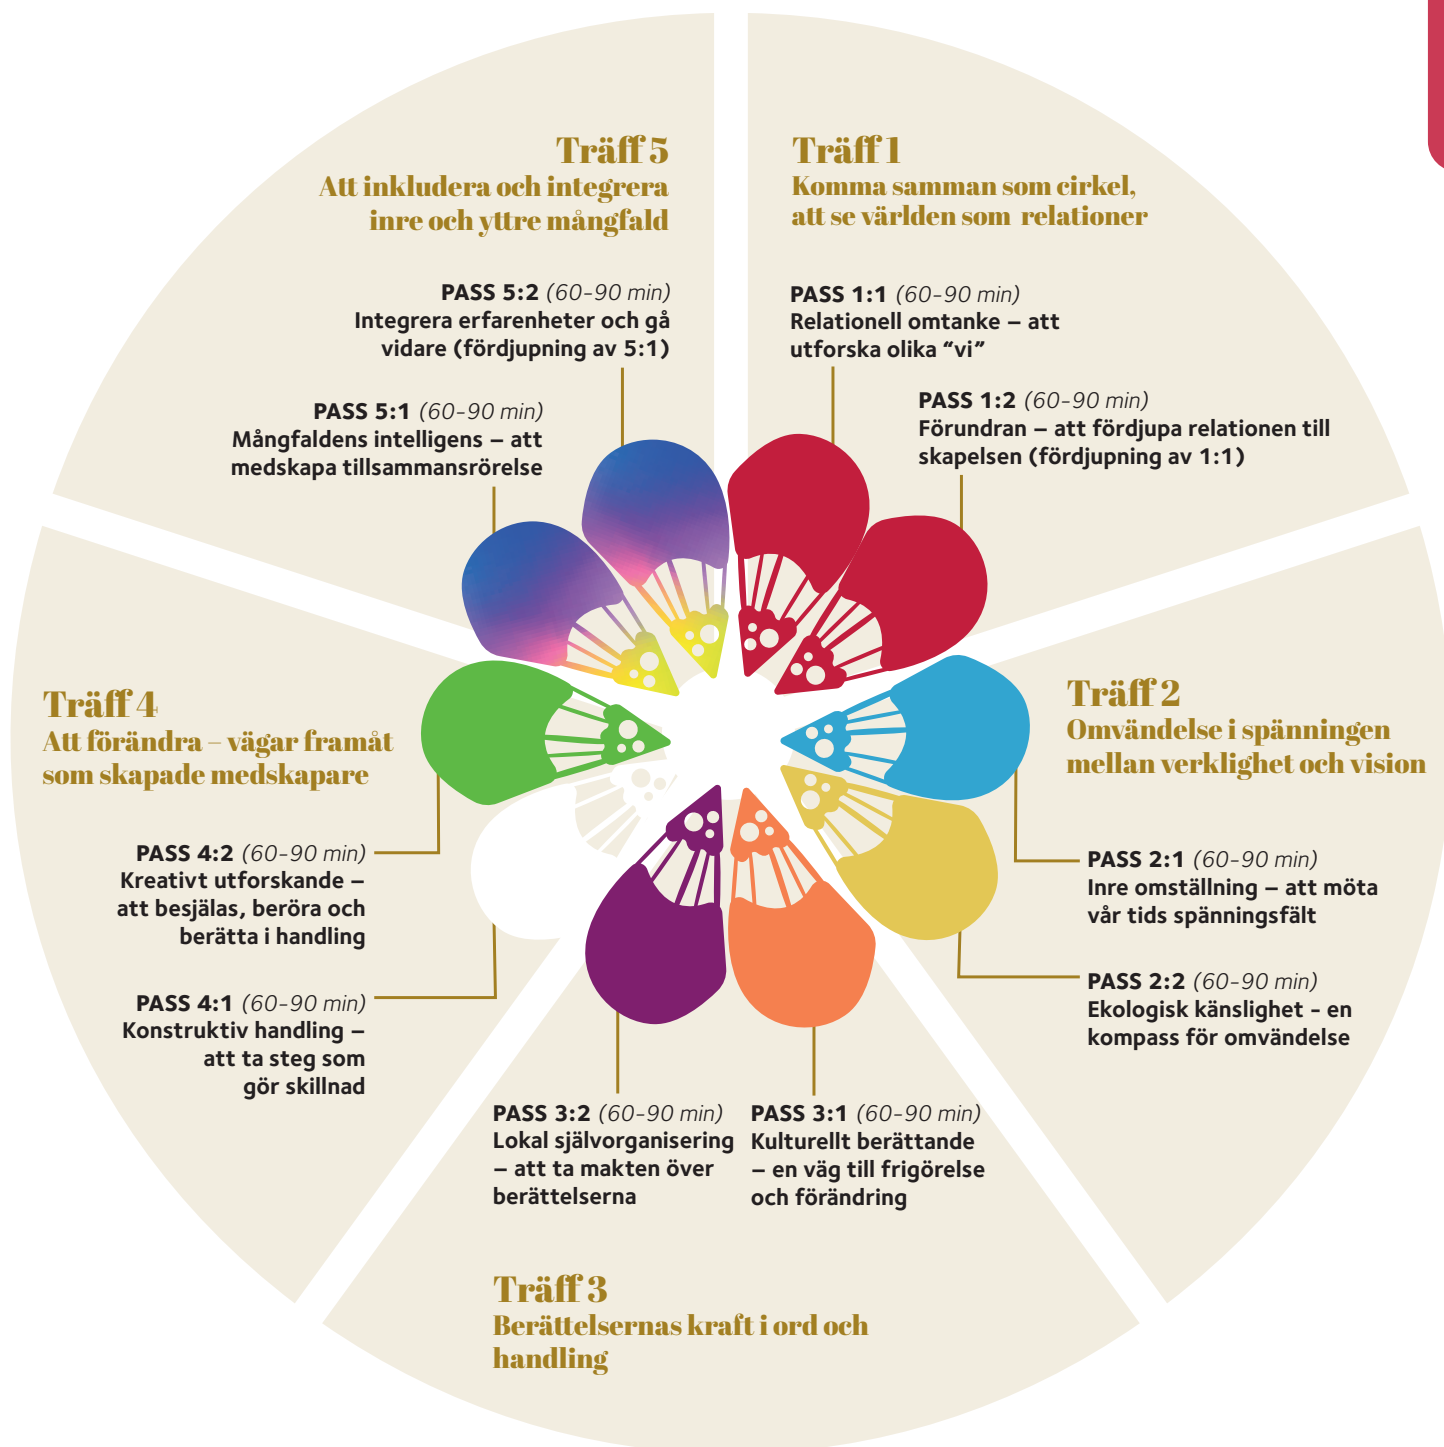 Träff 1
Komma samman som cirkel,
att se världen som relationer
PASS 1:1 (60-90 min)
Relationell omtanke – att
utforska olika ”vi”
PASS 1:2 (60-90 min)
Förundran – att fördjupa relationen till
skapelsen (fördjupning av 1:1)
Träff 2
Omvändelse i spänningen
mellan verklighet och vision
PASS 2:1 (60-90 min)
Inre omställning – att möta
vår tids spänningsfält
PASS 2:2 (60-90 min)
Ekologisk känslighet - en
kompass för omvändelse
PASS 3:1 (60-90 min)
Kulturellt berättande
– en väg till frigörelse
och förändring
PASS 3:2 (60-90 min)
Lokal självorganisering
– att ta makten över
berättelserna
Träff 3
Berättelsernas kraft i ord och
handling
Träff 4
Att förändra – vägar framåt
som skapade medskapare
PASS 4:2 (60-90 min)
Kreativt utforskande –
att besjälas, beröra och
berätta i handling
PASS 4:1 (60-90 min)
Konstruktiv handling –
att ta steg som
gör skillnad
Träff 5
Att inkludera och integrera
inre och yttre mångfald
PASS 5:2 (60-90 min)
Integrera erfarenheter och gå
vidare (fördjupning av 5:1)
PASS 5:1 (60-90 min)
Mångfaldens intelligens – att
medskapa tillsammansrörelse